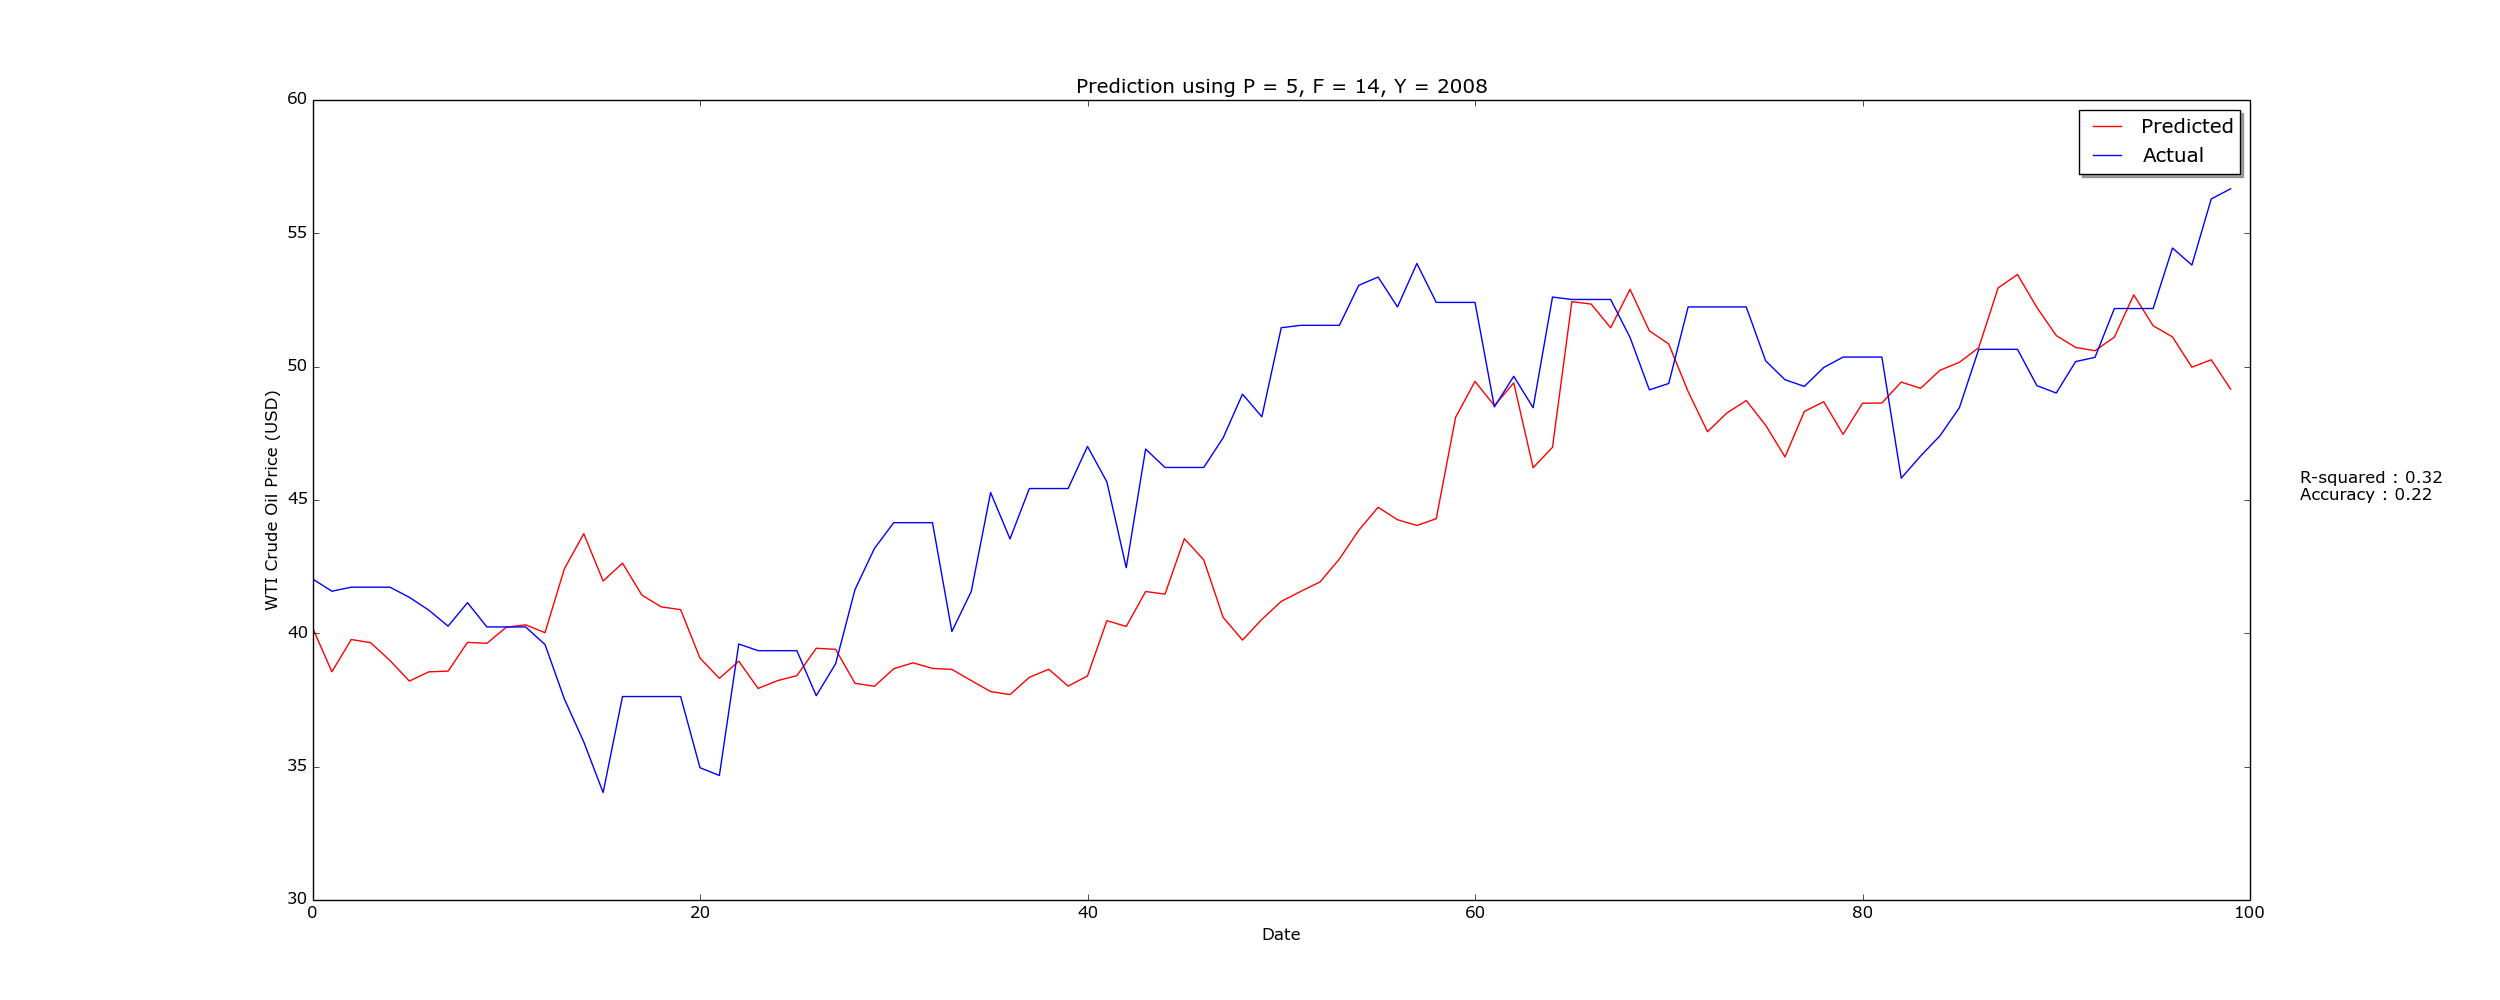 Prediction using P = 5, F = 14, Y = 2008
Predicted
Actual
60
55
50
45
40
35
30
WTI Crude Oil Price (USD)
R-squared : 0.32
Accuracy : 0.22
0 20 40 60 80 100
Date